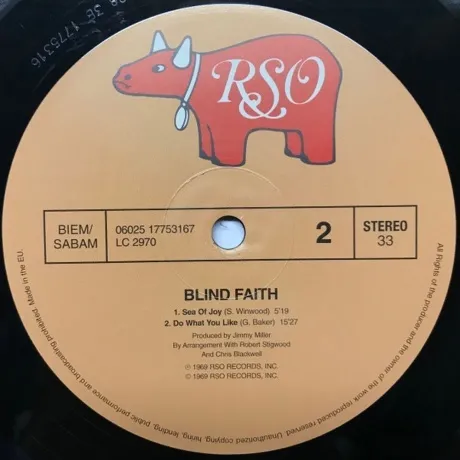 1775316
RSO
BIEM/
SABAM
06025 17753167
LC 2970
2
STEREO
33
BLIND FAITH
1. Sea Of Joy (S. Winwood) 5'19
2. Do What You Like (G. Baker) 15'27
Produced by Jimmy Miller
By Arrangement With Robert Stigwood
And Chris Blackwell
℗ 1969 RSO RECORDS, INC.
© 1969 RSO RECORDS, INC.
All Rights of the producer and the owner of the work reproduced reserved. Unauthorized copying, hiring, lending, public performance and broadcasting prohibited. Made in the EU.